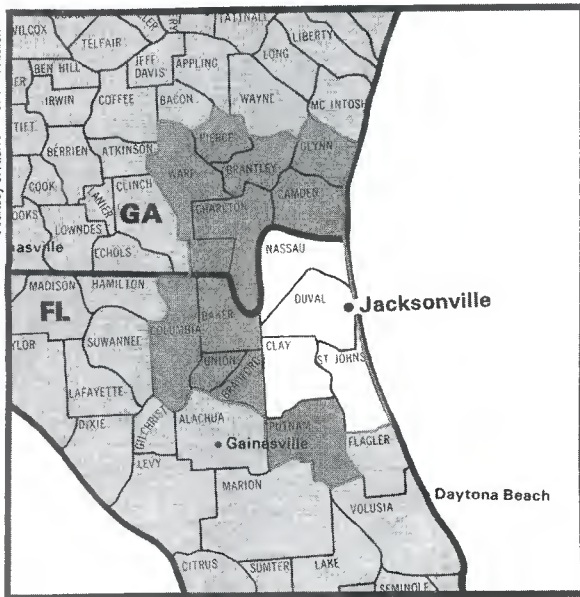 WILCOX
TELFAIR
TATTNALL
LIBERTY
LONG
BEN HILL
JEFF
DAVIS
APPLING
IRWIN
COFFEE
BACON
WAYNE
MC INTOSH
TIFT
PIERCE
GLYNN
BERRIEN
ATKINSON
WARE
BRANTLEY
COOK
LANIER
CLINCH
CAMDEN
GA
CHARLTON
LOWNDES
ECHOLS
NASSAU
MADISON
HAMILTON
FL
DUVAL
Jacksonville
COLUMBIA
BAKER
SUWANNEE
CLAY
ST JOHNS
UNION
BRADFORD
LAFAYETTE
ALACHUA
PUTNAM
DIXIE
GILCHRIST
Gainasville
FLAGLER
LEVY
MARION
Daytona Beach
VOLUSIA
CITRUS
SUMTER
LAKE
SEMINOLE